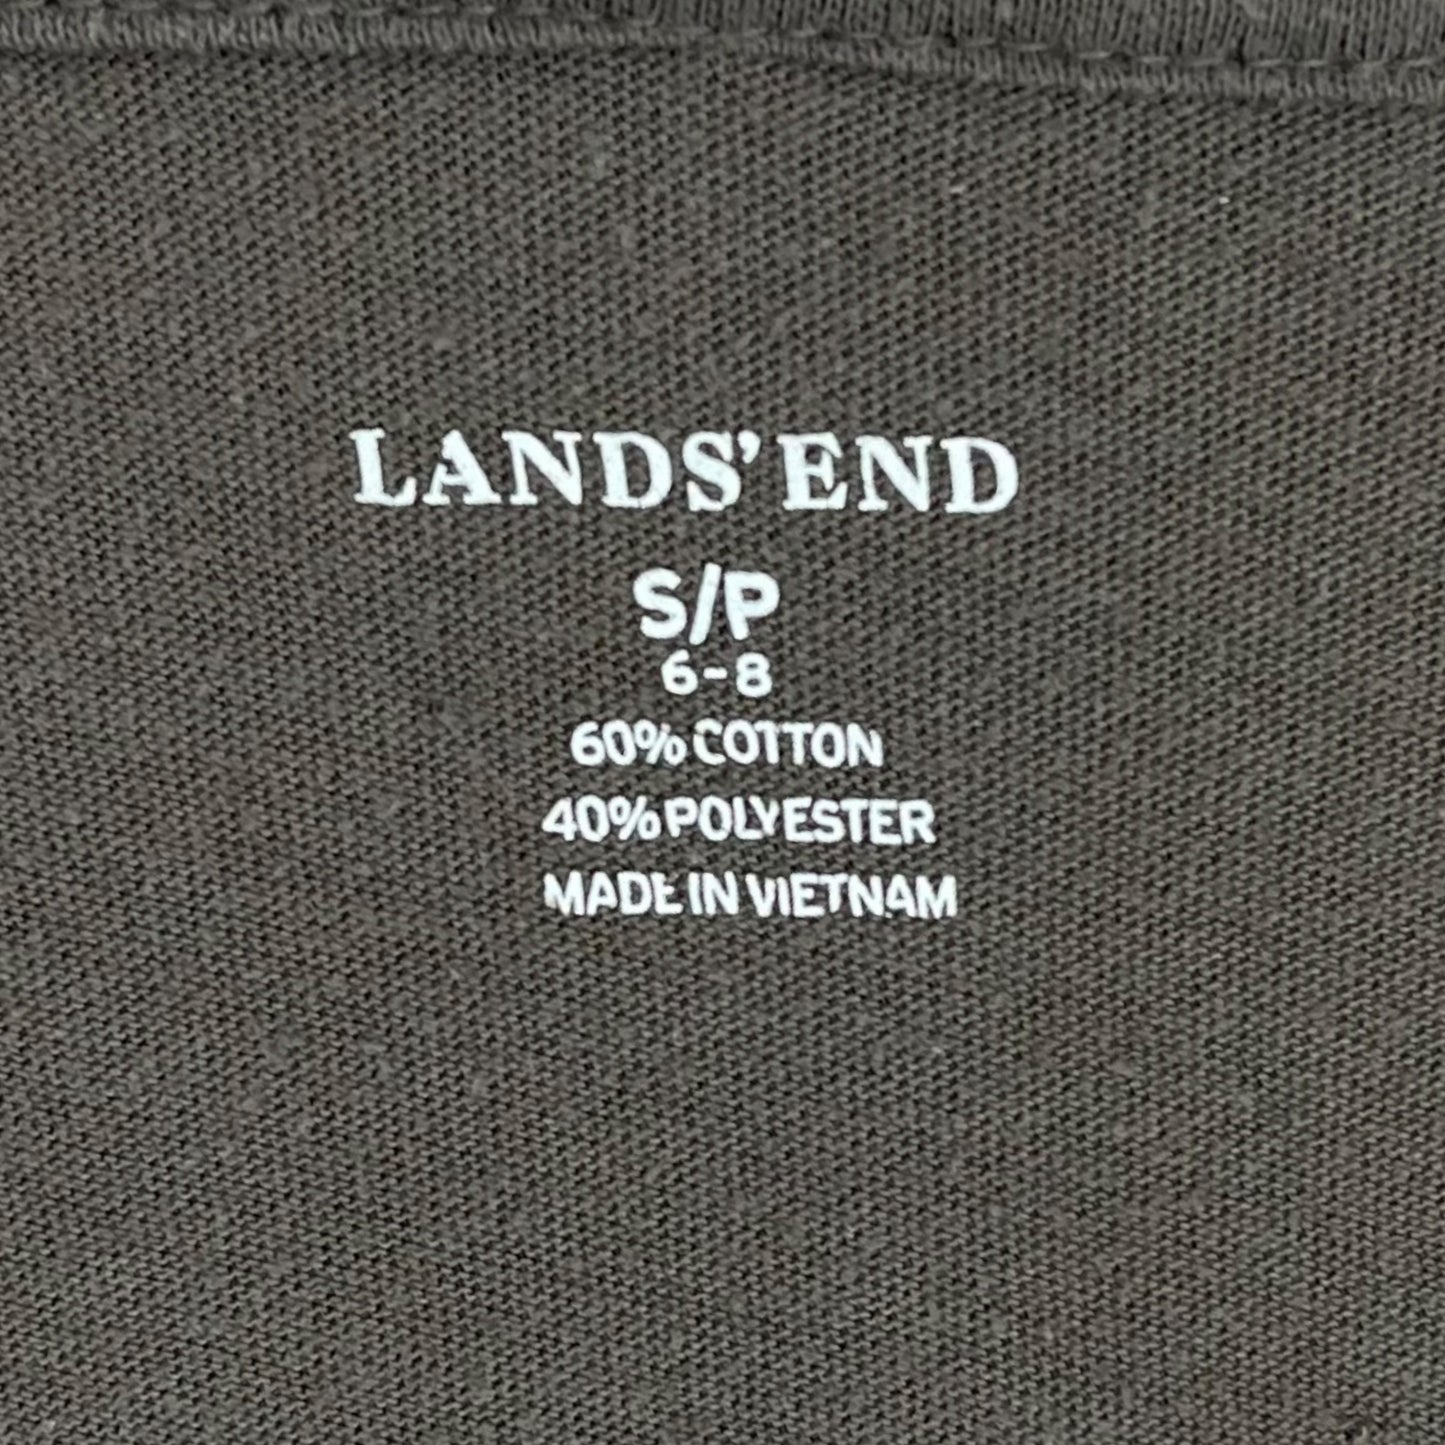 LANDS' END
S/P
6-8
60% COTTON
40% POLYESTER
MADE IN VIETNAM